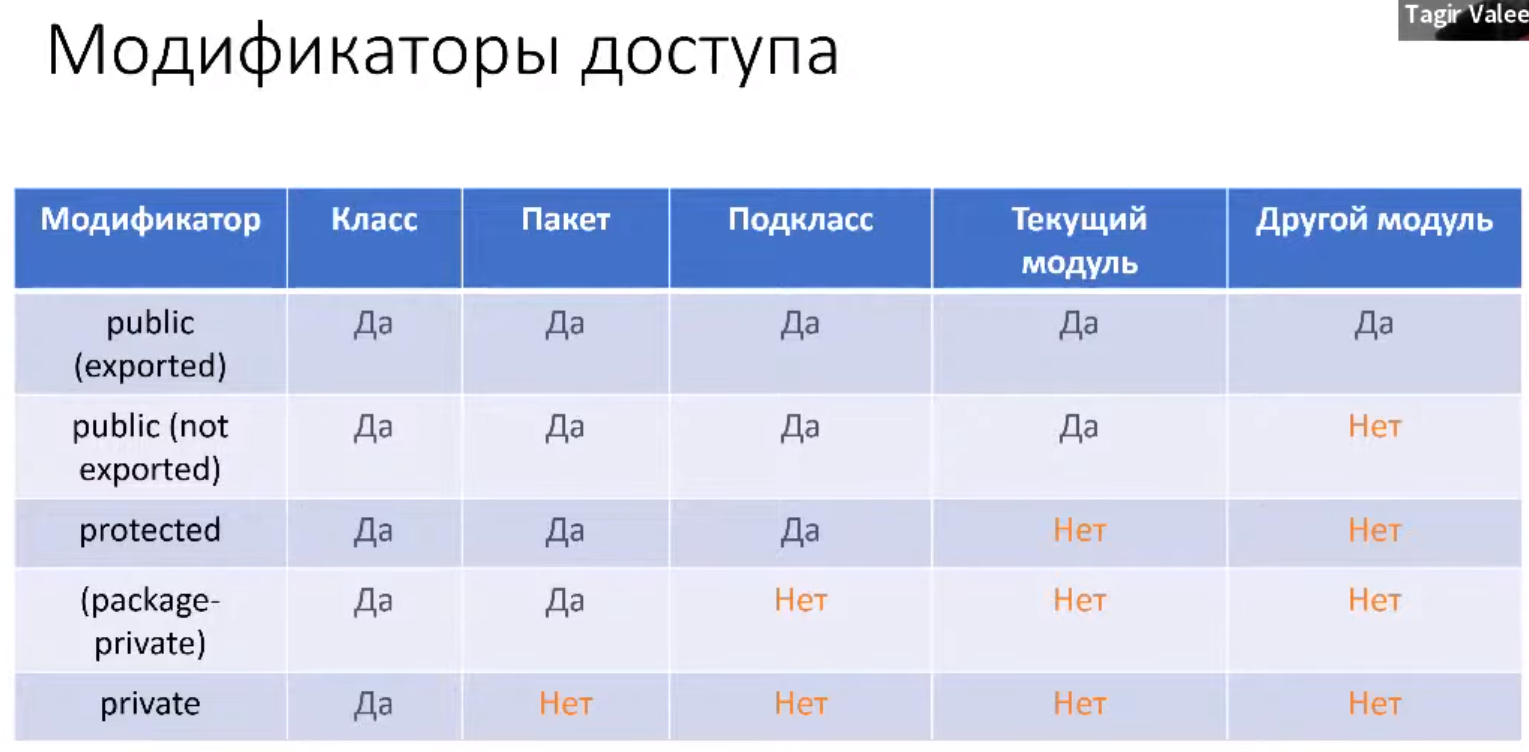 Tagir Valee
Модификаторы доступа
Модификатор Класс Пакет Подкласс Текущий модуль Другой модуль
public (exported) Да Да Да Да Да
public (not exported) Да Да Да Да Нет
protected Да Да Да Нет Нет
(package-private) Да Да Нет Нет Нет
private Да Нет Нет Нет Нет